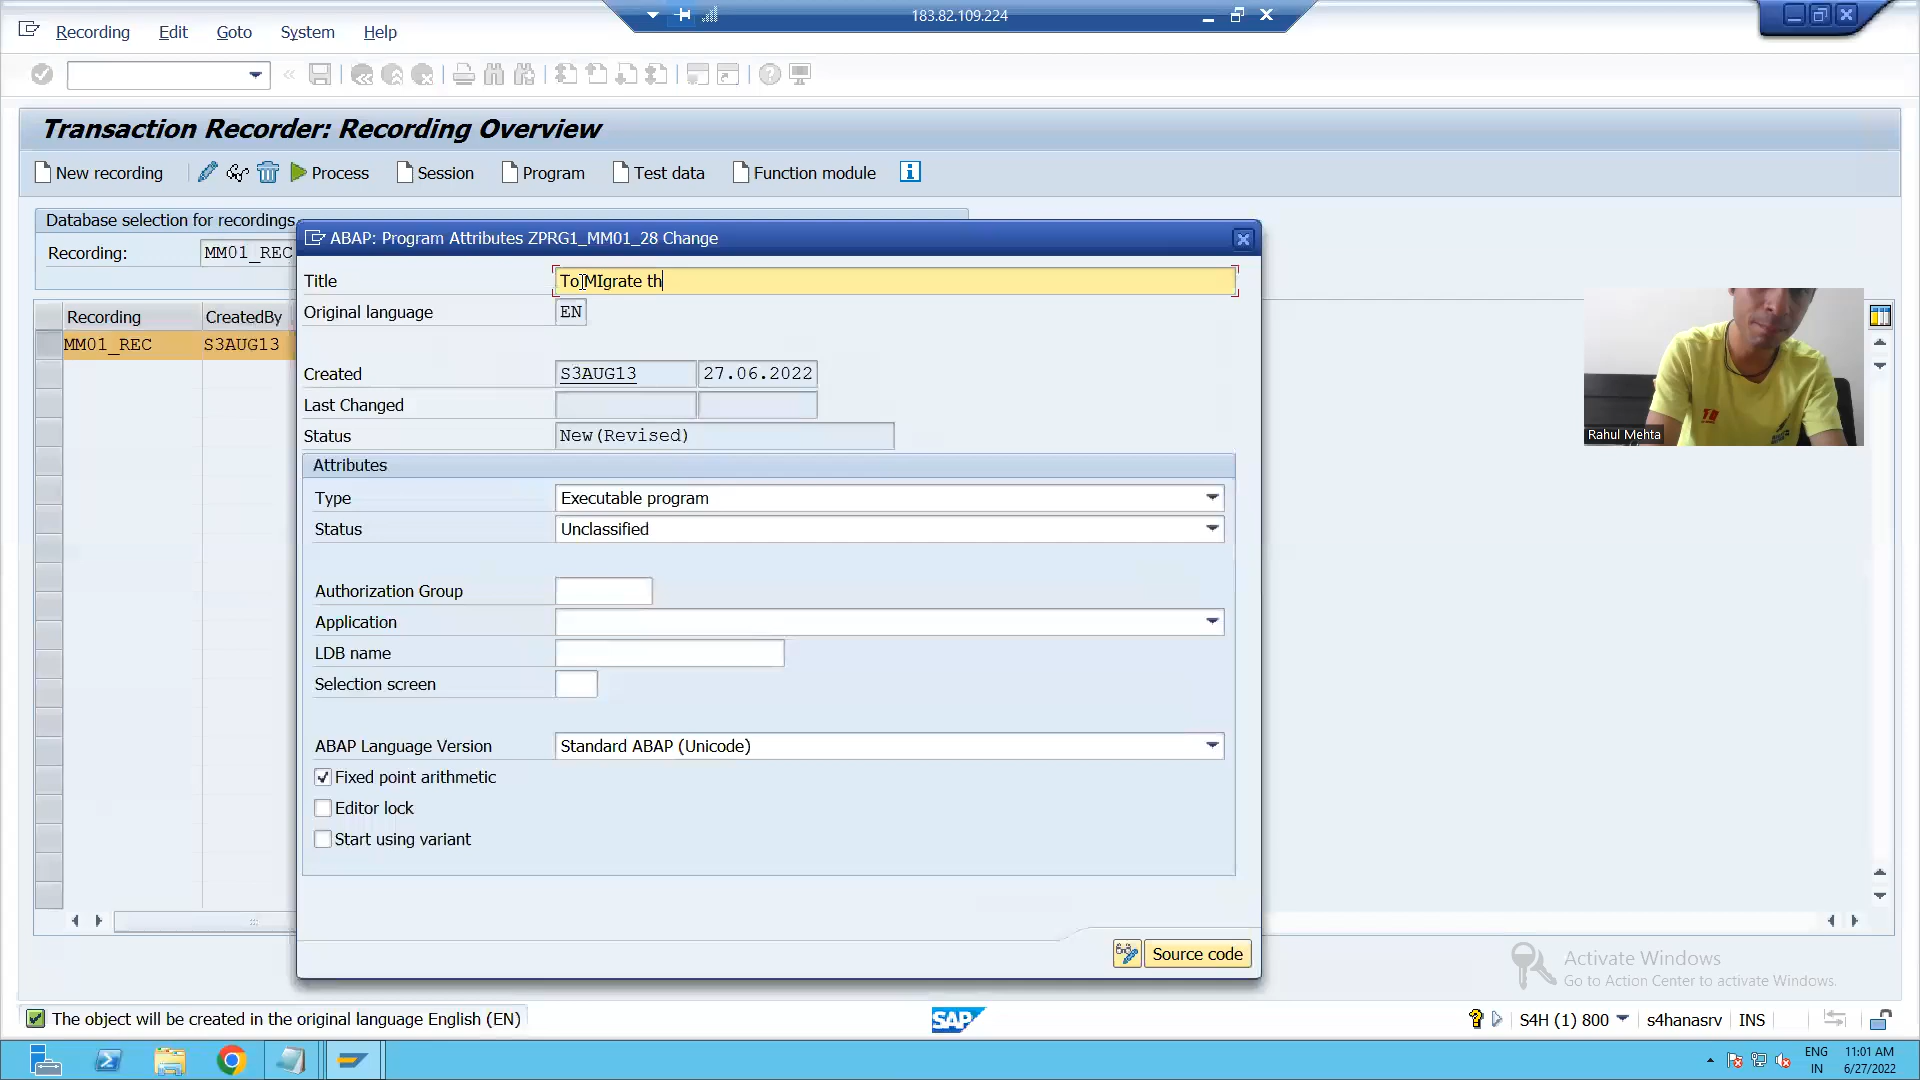 183.82.109.224
Recording Edit Goto System Help
Transaction Recorder: Recording Overview
New recording Process Session Program Test data Function module
Database selection for recordings
Recording: MM01_REC
ABAP: Program Attributes ZPRG1_MM01_28 Change
Title To MIgrate th
Original language EN
Recording CreatedBy
MM01_REC S3AUG13
Created S3AUG13 27.06.2022
Last Changed
Status New(Revised)
Rahul Mehta
Attributes
Type Executable program
Status Unclassified
Authorization Group
Application
LDB name
Selection screen
ABAP Language Version Standard ABAP (Unicode)
Fixed point arithmetic
Editor lock
Start using variant
Source code
Activate Windows
Go to Action Center to activate Windows.
The object will be created in the original language English (EN)
SAP
S4H (1) 800 s4hanasrv INS
ENG 11:01 AM
IN 6/27/2022